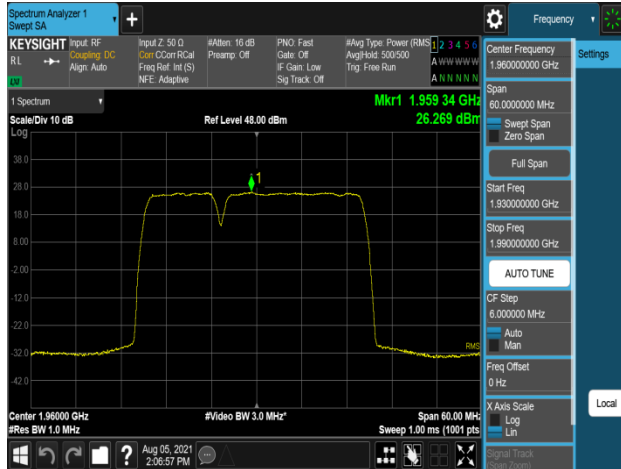 Spectrum Analyzer 1
Swept SA
+
Frequency
KEYSIGHT
RL
Input: RF
Coupling: DC
Align: Auto
Input Z: 50 Ω
Corr CCorr RCal
Freq Ref: Int (S)
NFE: Adaptive
#Atten: 16 dB
Preamp: Off
PNO: Fast
Gate: Off
IF Gain: Low
Sig Track: Off
#Avg Type: Power (RMS
Avg|Hold: 500/500
Trig: Free Run
1 2 3 4 5 6
A W W W W W
A N N N N N
1 Spectrum
Mkr1 1.959 34 GHz
Scale/Div 10 dB
Ref Level 48.00 dBm
26.269 dBm
Log
38.0
28.0
18.0
8.00
-2.00
-12.0
-22.0
-32.0
-42.0
1
RMS
Center 1.96000 GHz
#Video BW 3.0 MHz*
Span 60.00 MHz
#Res BW 1.0 MHz
Sweep 1.00 ms (1001 pts)
Center Frequency
1.960000000 GHz
Settings
Span
60.0000000 MHz
Swept Span
Zero Span
Full Span
Start Freq
1.930000000 GHz
Stop Freq
1.990000000 GHz
AUTO TUNE
CF Step
6.000000 MHz
Auto
Man
Freq Offset
0 Hz
X Axis Scale
Log
Lin
Local
Signal Track
(Span Zoom)
?
Aug 05, 2021
2:06:57 PM